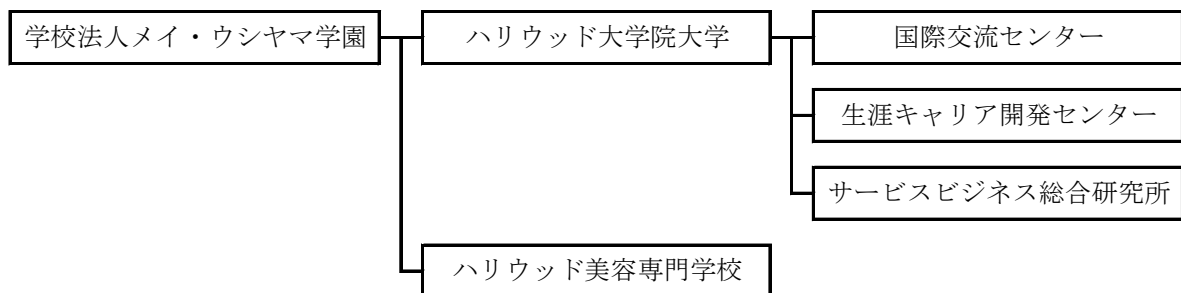 学校法人メイ・ウシヤマ学園
ハリウッド大学院大学
国際交流センター
生涯キャリア開発センター
サービスビジネス総合研究所
ハリウッド美容専門学校